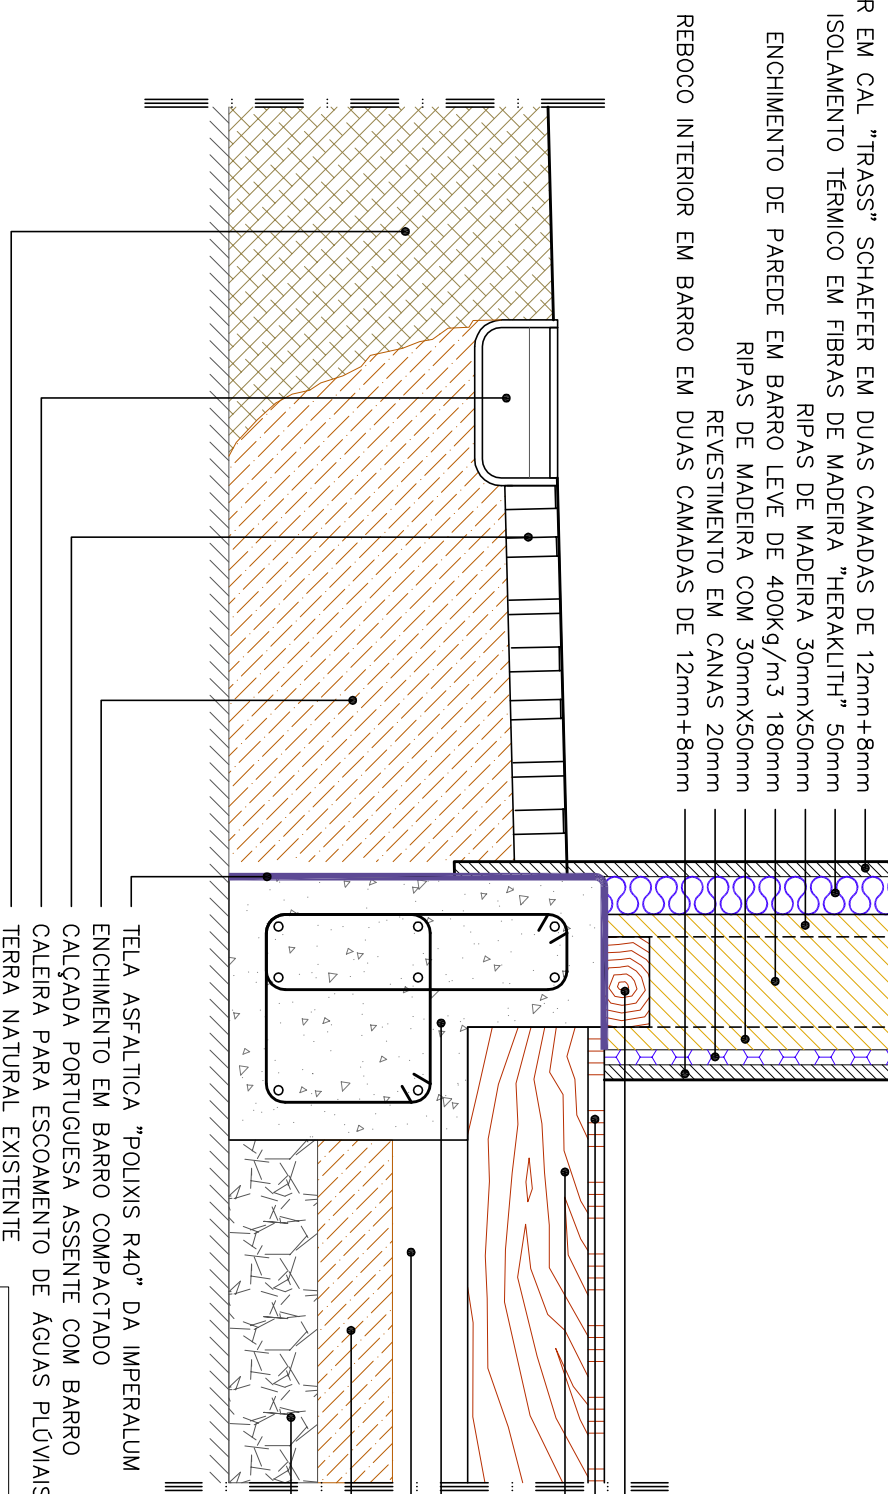 R EM CAL "TRASS" SCHAEFER EM DUAS CAMADAS DE 12mm+8mm
ISOLAMENTO TÉRMICO EM FIBRAS DE MADEIRA "HERAKLITH" 50mm
RIPAS DE MADEIRA 30mmX50mm
ENCHIMENTO DE PAREDE EM BARRO LEVE DE 400Kg/m3 180mm
RIPAS DE MADEIRA COM 30mmX50mm
REVESTIMENTO EM CANAS 20mm
REBOCO INTERIOR EM BARRO EM DUAS CAMADAS DE 12mm+8mm
TELA ASFALTICA "POLIXIS R40" DA IMPERALUM
ENCHIMENTO EM BARRO COMPACTADO
CALÇADA PORTUGUESA ASSENTE COM BARRO
CALEIRA PARA ESCOAMENTO DE ÁGUAS PLÚVIAIS
TERRA NATURAL EXISTENTE